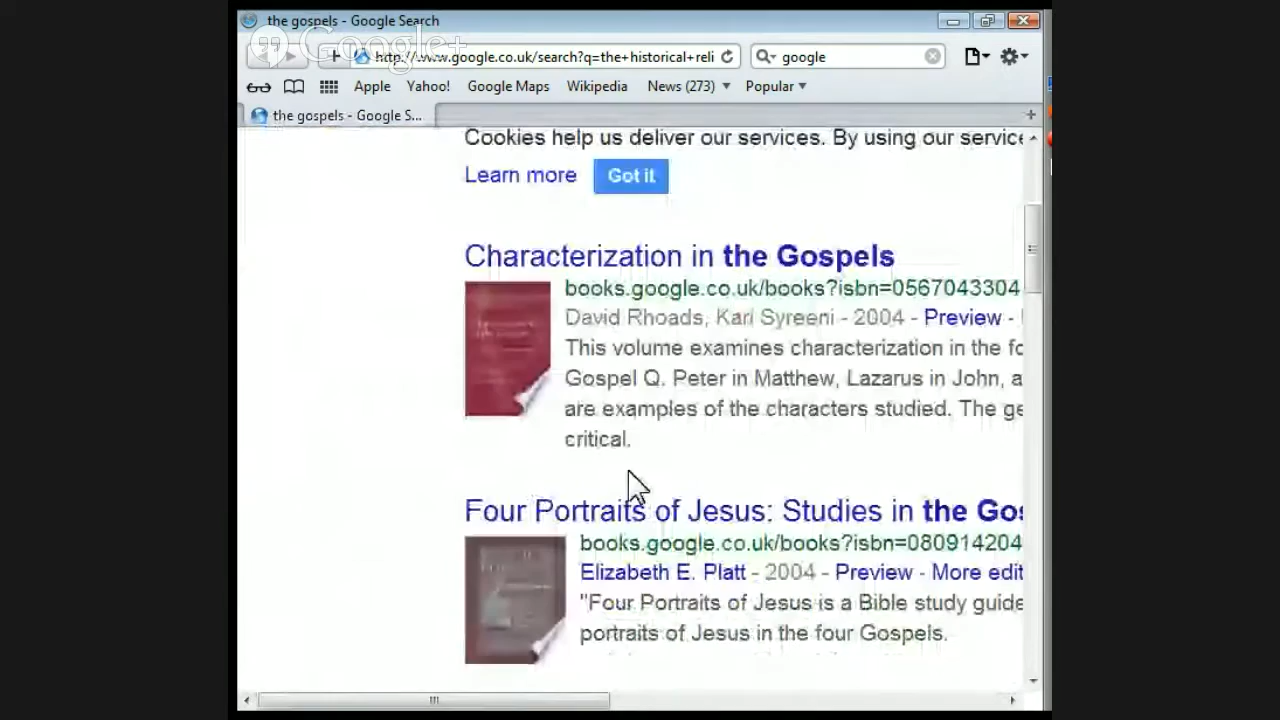 the gospels - Google Search
Google+
http://www.google.co.uk/search?q=the+historical+reli
google
Apple Yahoo! Google Maps Wikipedia News (273) Popular
the gospels - Google S...
Cookies help us deliver our services. By using our service
Learn more Got it
Characterization in the Gospels
books.google.co.uk/books?isbn=0567043304
David Rhoads, Kari Syreeni - 2004 - Preview -
This volume examines characterization in the fo
Gospel Q. Peter in Matthew, Lazarus in John, a
are examples of the characters studied. The ge
critical.
Four Portraits of Jesus: Studies in the Gos
books.google.co.uk/books?isbn=080914204
Elizabeth E. Platt - 2004 - Preview - More edit
"Four Portraits of Jesus is a Bible study guide
portraits of Jesus in the four Gospels.